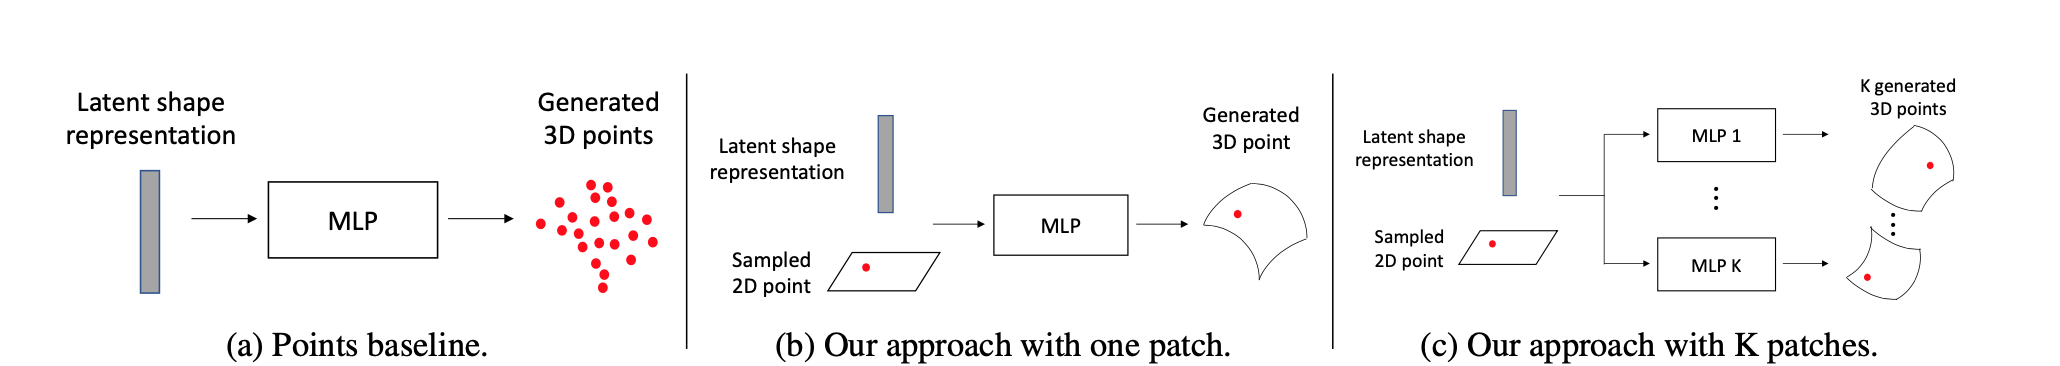 Latent shape
representation
MLP
Generated
3D points
(a) Points baseline.
Latent shape
representation
Sampled
2D point
MLP
Generated
3D point
(b) Our approach with one patch.
Latent shape
representation
Sampled
2D point
MLP 1
MLP K
K generated
3D points
(c) Our approach with K patches.